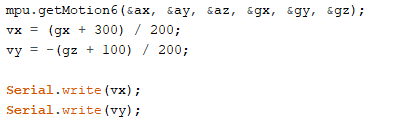 mpu.getMotion6(&ax, &ay, &az, &gx, &gy, &gz);
vx = (gx + 300) / 200;
vy = -(gz + 100) / 200;
Serial.write(vx);
Serial.write(vy);